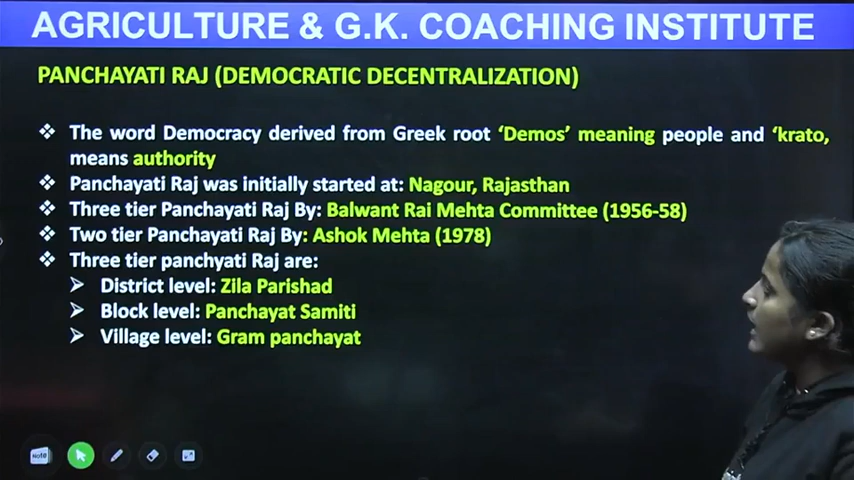 AGRICULTURE & G.K. COACHING INSTITUTE
PANCHAYATI RAJ (DEMOCRATIC DECENTRALIZATION)
❖ The word Democracy derived from Greek root ‘Demos’ meaning people and ‘krato,
means authority
❖ Panchayati Raj was initially started at: Nagour, Rajasthan
❖ Three tier Panchayati Raj By: Balwant Rai Mehta Committee (1956-58)
❖ Two tier Panchayati Raj By: Ashok Mehta (1978)
❖ Three tier panchyati Raj are:
➢ District level: Zila Parishad
➢ Block level: Panchayat Samiti
➢ Village level: Gram panchayat
Note